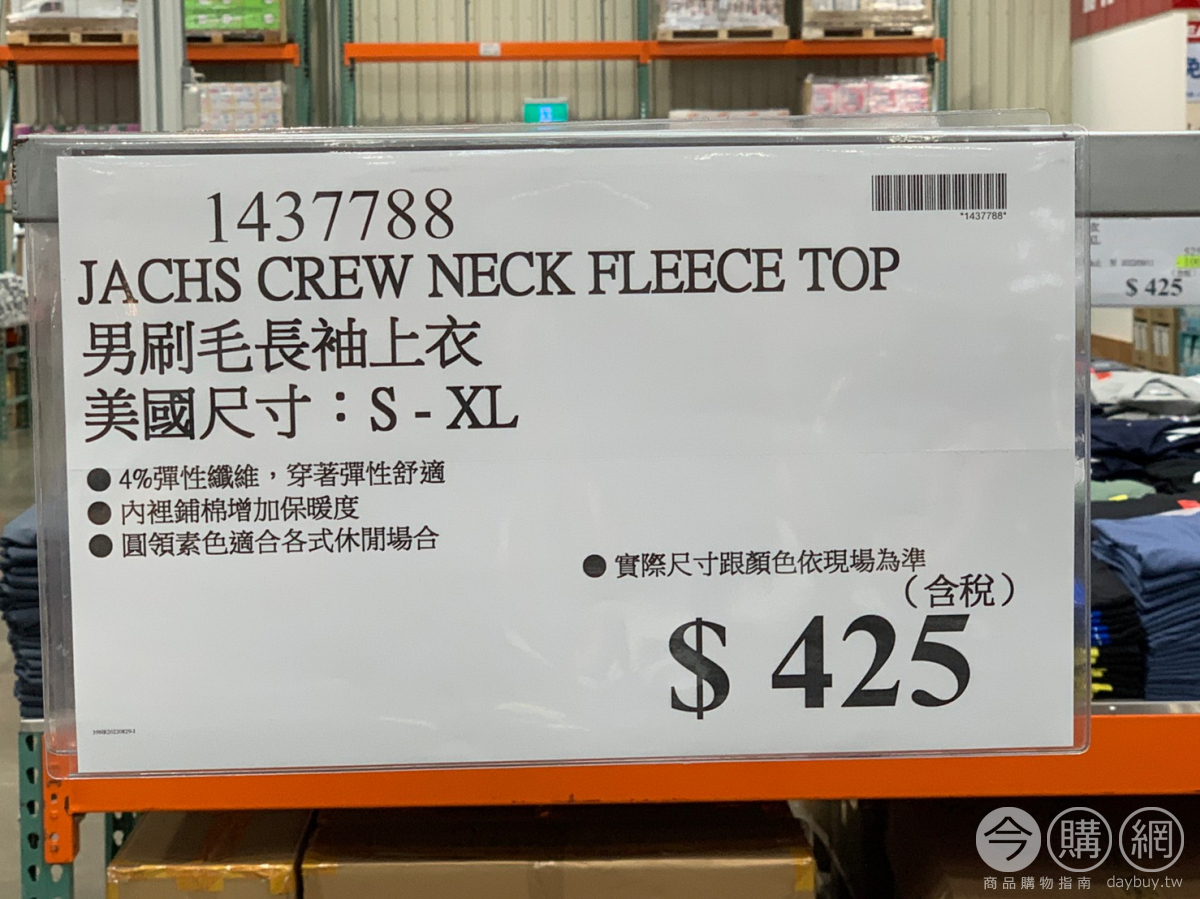 1437788
*1437788*
JACHS CREW NECK FLEECE TOP
男刷毛長袖上衣
美國尺寸：S - XL
● 4%彈性纖維，穿著彈性舒適
● 內裡鋪棉增加保暖度
● 圓領素色適合各式休閒場合
● 實際尺寸跟顏色依現場為準
（含稅）
$ 425
$ 425
今購網
商品購物指南 daybuy.tw